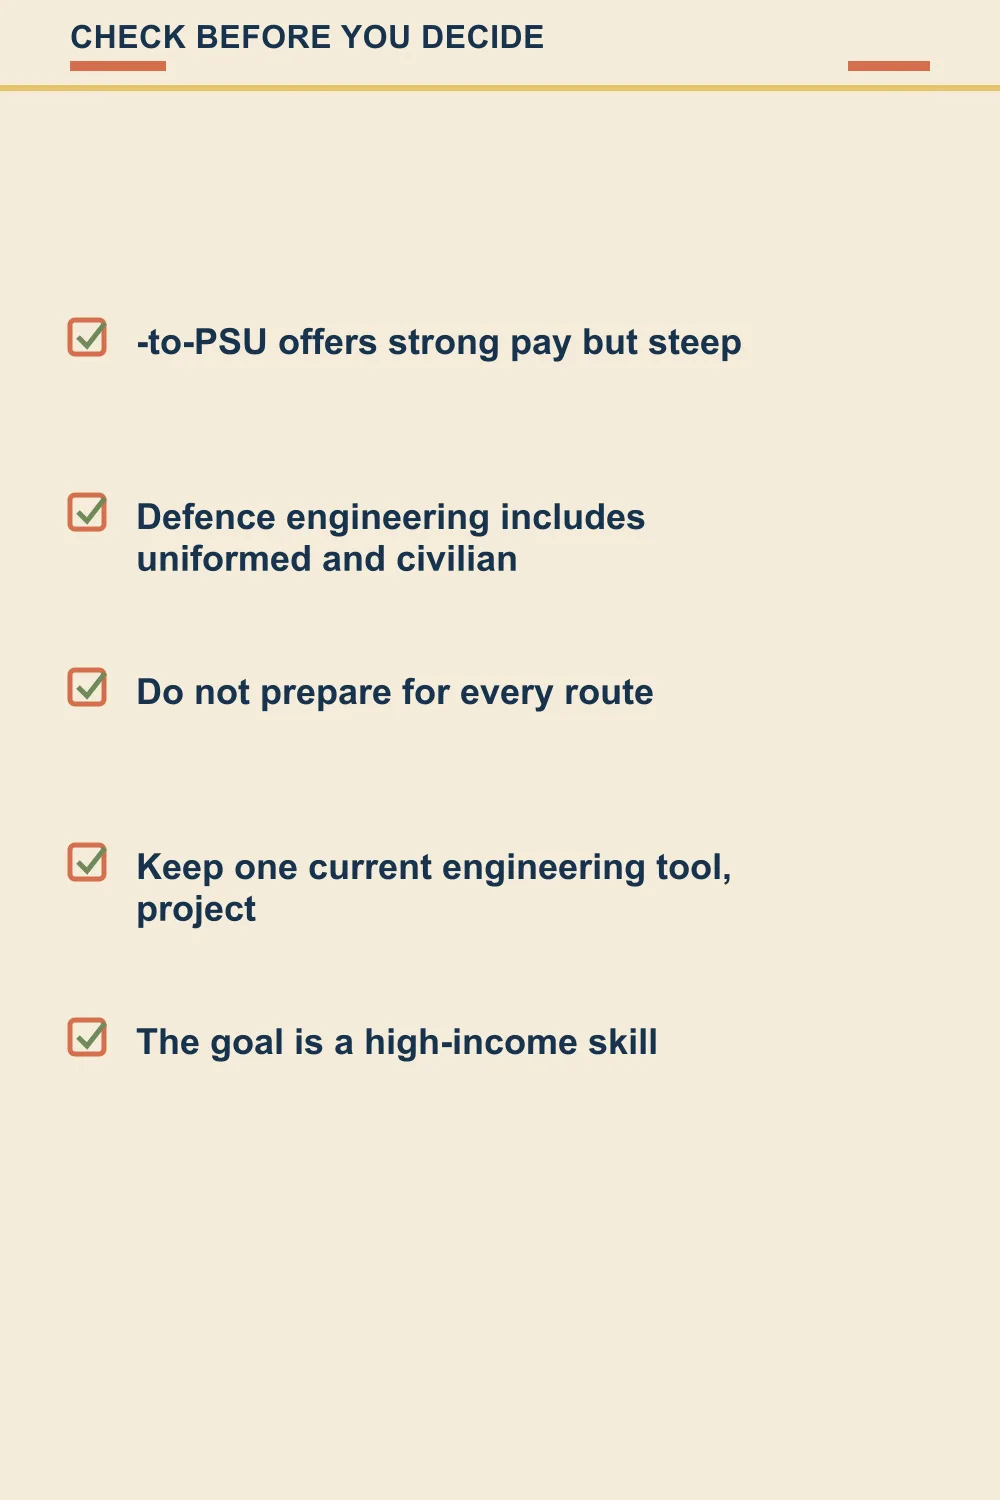 CHECK BEFORE YOU DECIDE
-to-PSU offers strong pay but steep
Defence engineering includes
uniformed and civilian
Do not prepare for every route
Keep one current engineering tool,
project
The goal is a high-income skill